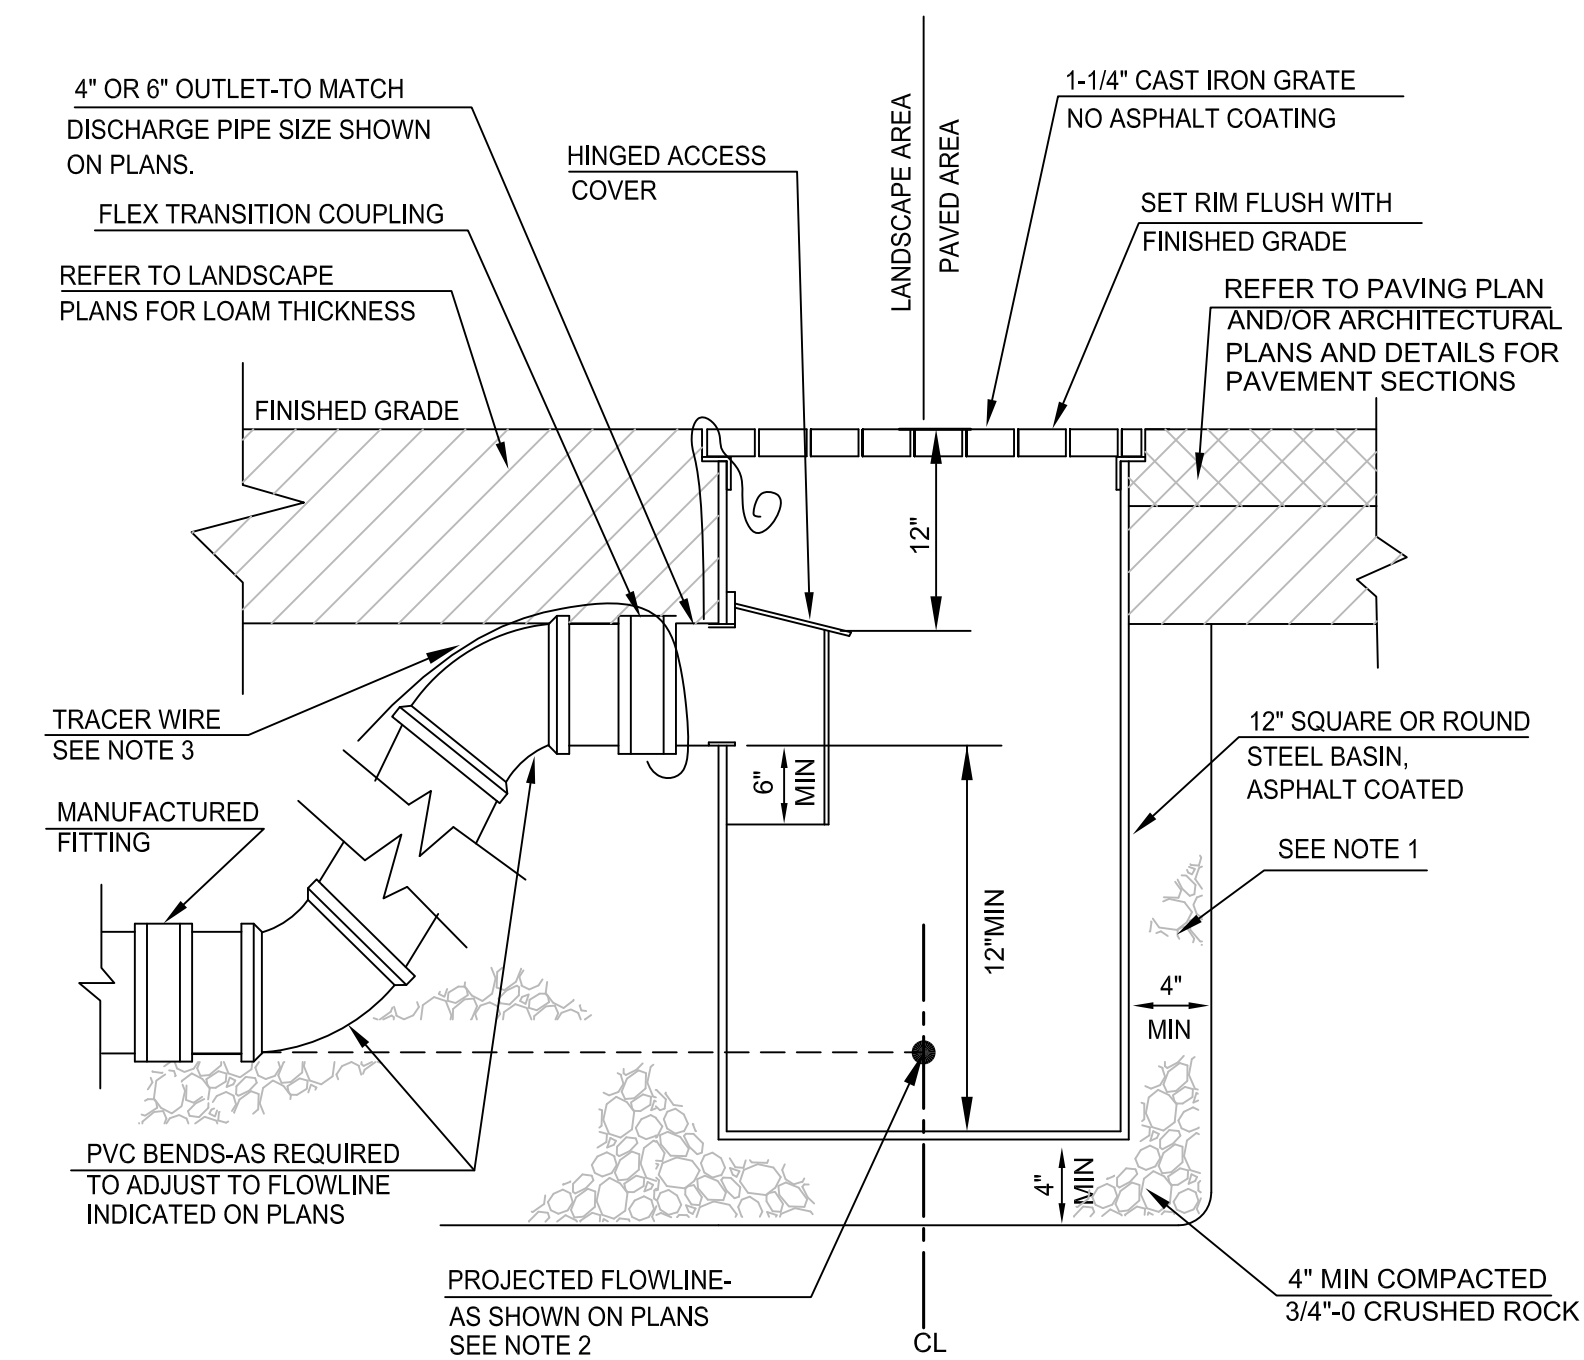 4" OR 6" OUTLET-TO MATCH
DISCHARGE PIPE SIZE SHOWN
ON PLANS.
FLEX TRANSITION COUPLING
REFER TO LANDSCAPE
PLANS FOR LOAM THICKNESS
FINISHED GRADE
HINGED ACCESS
COVER
LANDSCAPE AREA
PAVED AREA
1-1/4" CAST IRON GRATE
NO ASPHALT COATING
SET RIM FLUSH WITH
FINISHED GRADE
REFER TO PAVING PLAN
AND/OR ARCHITECTURAL
PLANS AND DETAILS FOR
PAVEMENT SECTIONS
12"
TRACER WIRE
SEE NOTE 3
MANUFACTURED
FITTING
6"
MIN
12"MIN
12" SQUARE OR ROUND
STEEL BASIN,
ASPHALT COATED
SEE NOTE 1
4"
MIN
PVC BENDS-AS REQUIRED
TO ADJUST TO FLOWLINE
INDICATED ON PLANS
4"
MIN
PROJECTED FLOWLINE-
AS SHOWN ON PLANS
SEE NOTE 2
CL
4" MIN COMPACTED
3/4"-0 CRUSHED ROCK